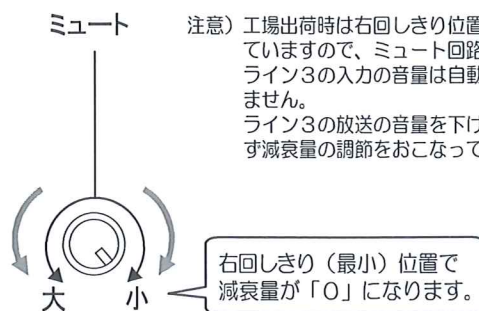 ミュート
注意）工場出荷時は右回しきり位置
ていますので、ミュート回路
ライン３の入力の音量は自動
ません。
ライン３の放送の音量を下げ
ず減衰量の調節をおこなって
大
小
右回しきり（最小）位置で
減衰量が「０」になります。